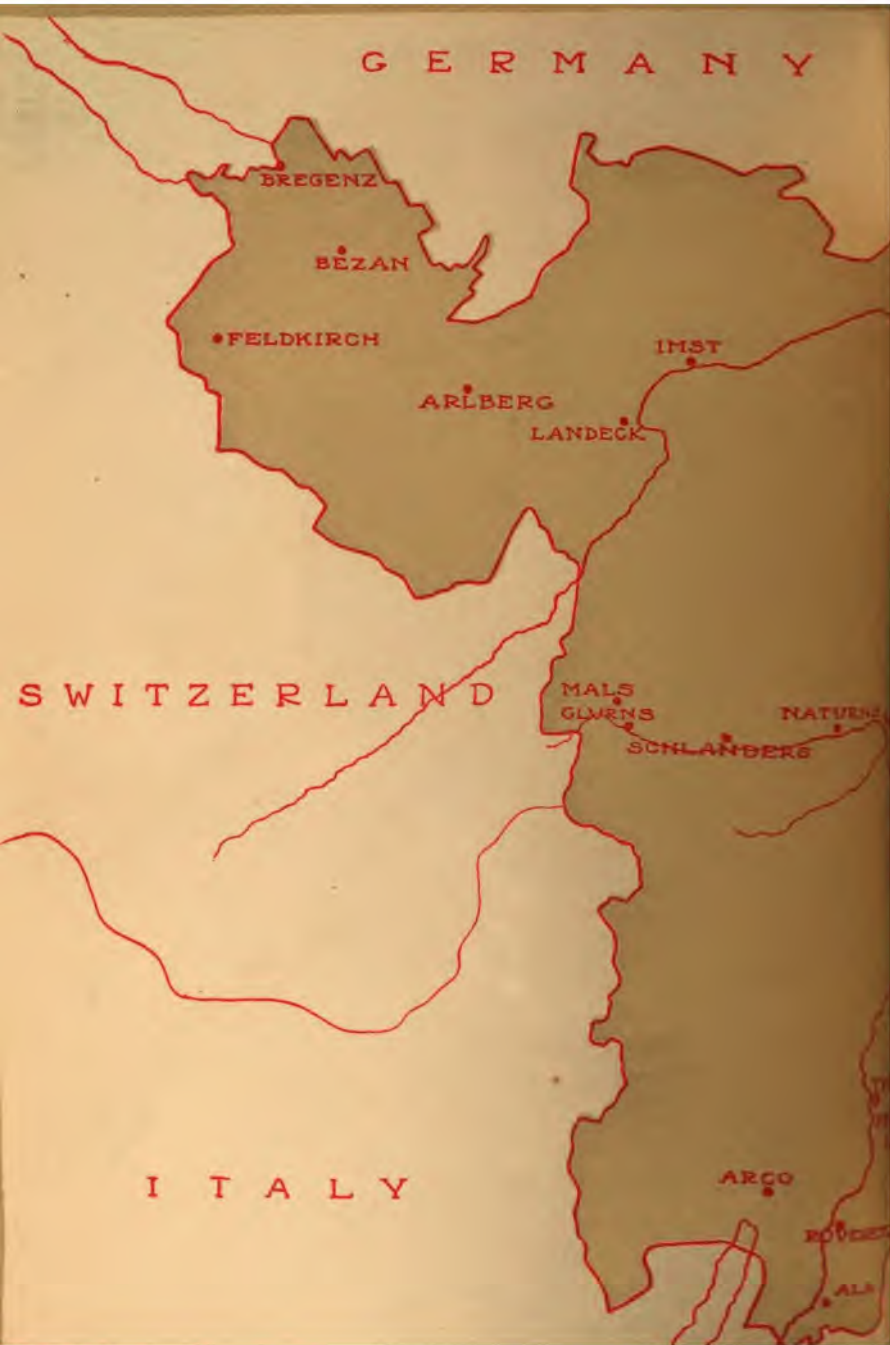 GERMANY
BREGENZ
BEZAN
FELDKIRCH
IMST
ARLBERG
LANDECK
SWITZERLAND
MALS
GLURNS
NATURNS
SCHLANDERS
ITALY
ARCO
ALA